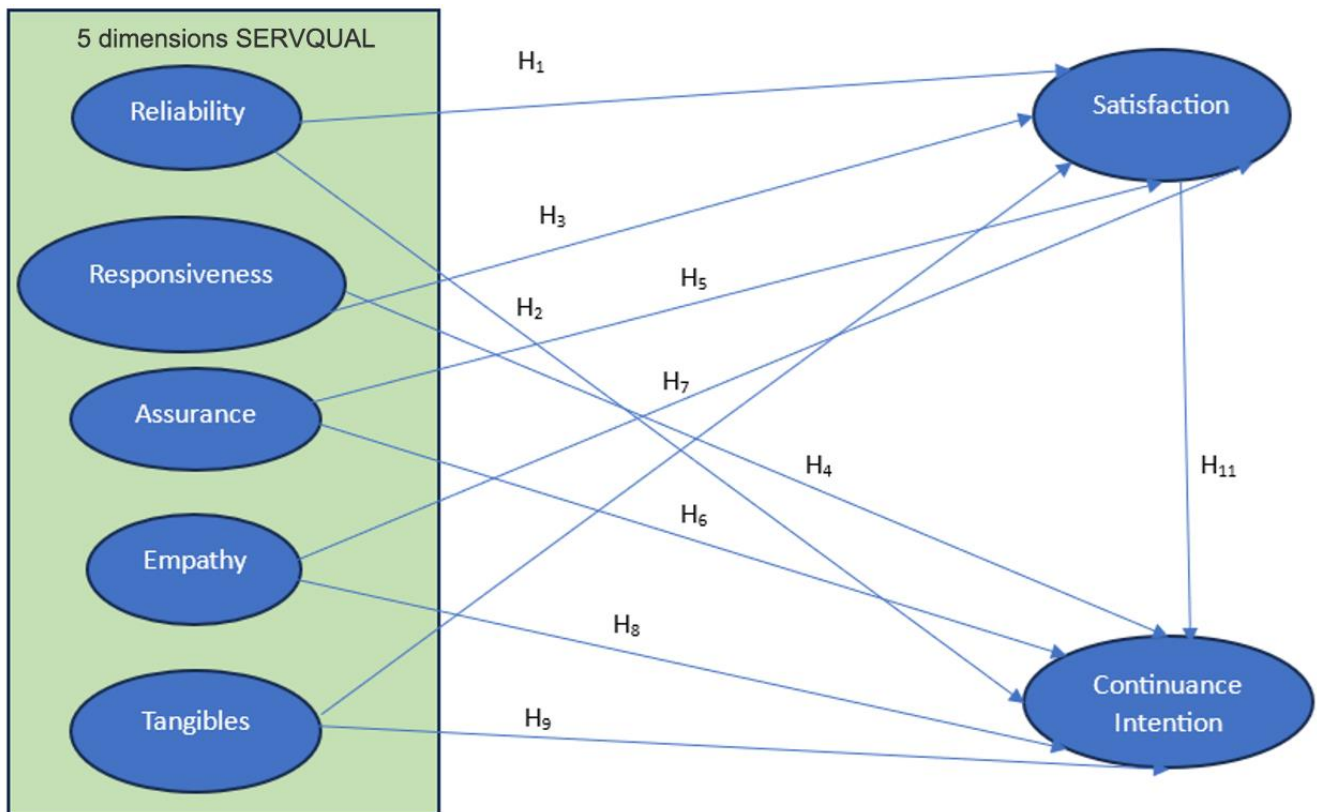 5 dimensions SERVQUAL
Reliability
H₁
Satisfaction
H₃
Responsiveness
H₅
H₂
H₇
Assurance
H₄
H₁₁
H₆
Empathy
H₈
Continuance
Intention
Tangibles
H₉